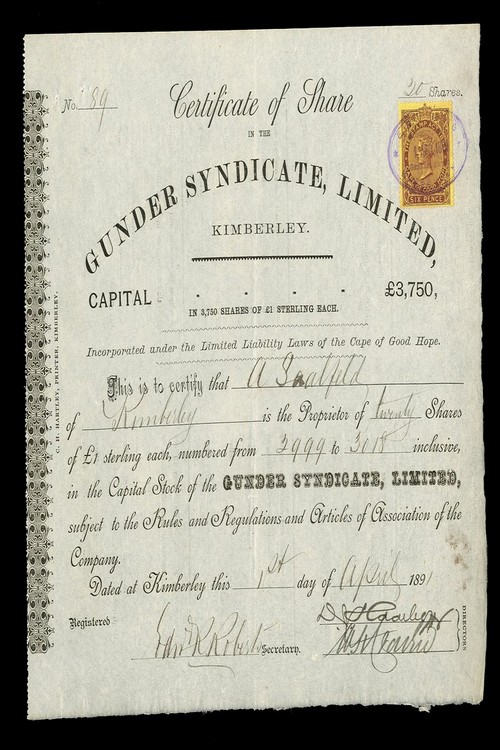 No. 89
20 Shares.
Certificate of Share
IN THE
GUNDER SYNDICATE, LIMITED,
KIMBERLEY.
SIX PENCE
CAPITAL - - - - £3,750,
IN 3,750 SHARES OF £1 STERLING EACH.
Incorporated under the Limited Liability Laws of the Cape of Good Hope.
This is to certify that A Saalfeld
of Kimberley is the Proprietor of twenty Shares
of £1 sterling each, numbered from 2999 to 3018 inclusive,
in the Capital Stock of the GUNDER SYNDICATE, LIMITED,
subject to the Rules and Regulations and Articles of Association of the
Company.
Dated at Kimberley this 1st day of April 1891
Registered
Edw R Roberts Secretary.
DIRECTORS
C. H. HARTLEY, PRINTER, KIMBERLEY.